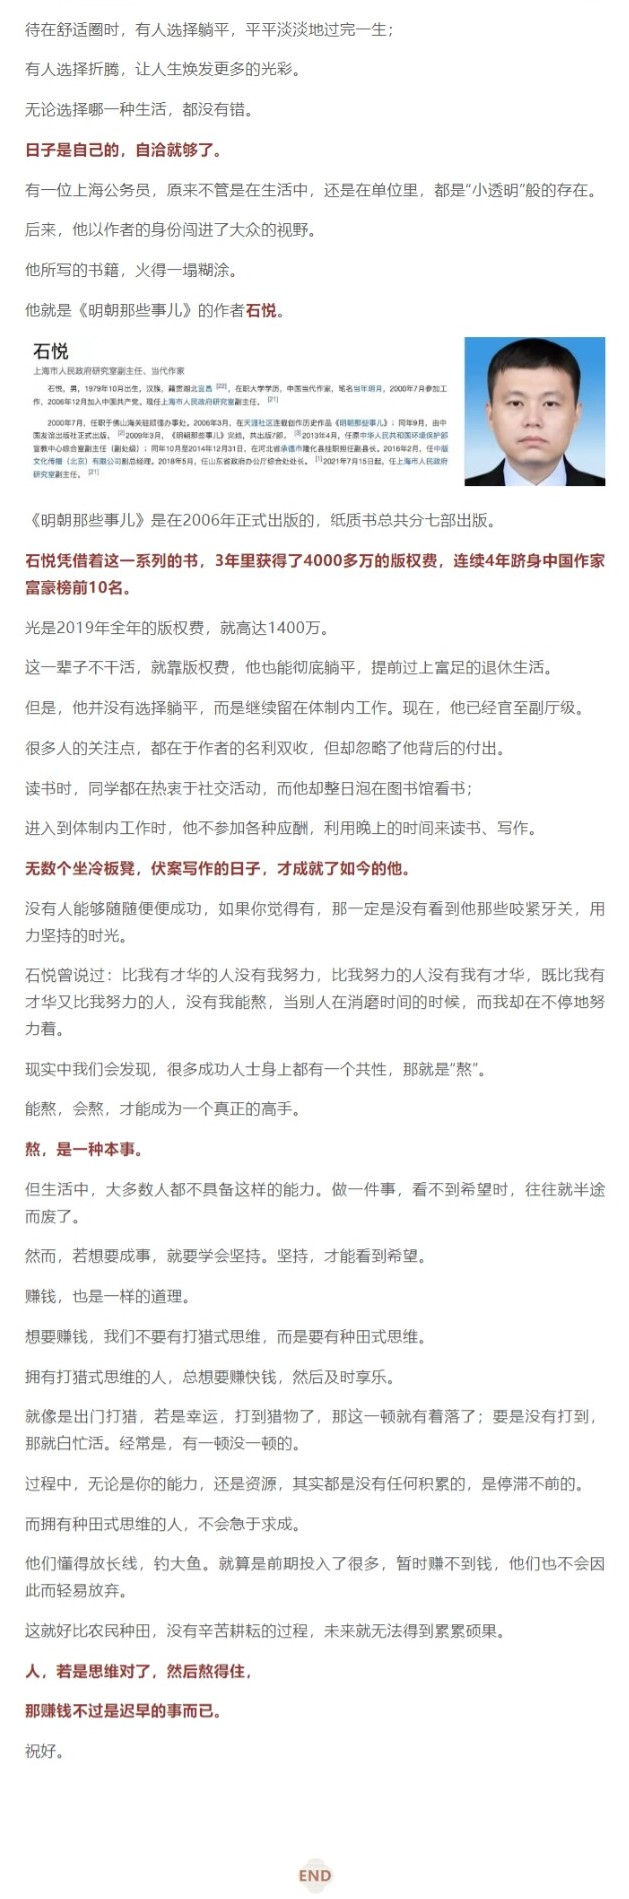 待在舒适圈时，有人选择躺平，平平淡淡地过完一生；
有人选择折腾，让人生焕发更多的光彩。
无论选择哪一种生活，都没有错。
日子是自己的，自洽就够了。
有一位上海公务员，原来不管是在生活中，还是在单位里，都是“小透明”般的存在。
后来，他以作者的身份闯进了大众的视野。
他所写的书籍，火得一塌糊涂。
他就是《明朝那些事儿》的作者石悦。
石悦
上海市人民政府研究室副主任、当代作家
石悦，男，1979年10月出生，汉族，籍贯湖北宜昌 [22]，在职大学学历，中国当代作家，笔名当年明月，2000年7月参加工
作，2006年12月加入中国共产党。现任上海市人民政府研究室副主任。 [21]
2000年7月，任职于佛山海关驻顺德办事处。2006年3月，在天涯社区连载创作历史作品《明朝那些事儿》；同年9月，由中
国友谊出版社正式出版。 [2]2009年3月，《明朝那些事儿》完结，共出版7部。 [3]2013年4月，任原中华人民共和国环境保护部
宣教中心综合室副主任（副处级）；同年10月至2014年12月31日，在河北省承德市隆化县挂职担任副县长。2016年2月，任中版
文化传播（北京）有限公司副总经理。2018年5月，任山东省政府办公厅综合处处长。 [1]2021年7月15日起，任上海市人民政府
研究室副主任。 [21]
《明朝那些事儿》是在2006年正式出版的，纸质书总共分七部出版。
石悦凭借着这一系列的书，3年里获得了4000多万的版权费，连续4年跻身中国作家
富豪榜前10名。
光是2019年全年的版权费，就高达1400万。
这一辈子不干活，就靠版权费，他也能彻底躺平，提前过上富足的退休生活。
但是，他并没有选择躺平，而是继续留在体制内工作。现在，他已经官至副厅级。
很多人的关注点，都在于作者的名利双收，但却忽略了他背后的付出。
读书时，同学都在热衷于社交活动，而他却整日泡在图书馆看书；
进入到体制内工作时，他不参加各种应酬，利用晚上的时间来读书、写作。
无数个坐冷板凳，伏案写作的日子，才成就了如今的他。
没有人能够随随便便成功，如果你觉得有，那一定是没有看到他那些咬紧牙关，用
力坚持的时光。
石悦曾说过：比我有才华的人没有我努力，比我努力的人没有我有才华，既比我有
才华又比我努力的人，没有我能熬，当别人在消磨时间的时候，而我却在不停地努
力着。
现实中我们会发现，很多成功人士身上都有一个共性，那就是“熬”。
能熬，会熬，才能成为一个真正的高手。
熬，是一种本事。
但生活中，大多数人都不具备这样的能力。做一件事，看不到希望时，往往就半途
而废了。
然而，若想要成事，就要学会坚持。坚持，才能看到希望。
赚钱，也是一样的道理。
想要赚钱，我们不要有打猎式思维，而是要有种田式思维。
拥有打猎式思维的人，总想要赚快钱，然后及时享乐。
就像是出门打猎，若是幸运，打到猎物了，那这一顿就有着落了；要是没有打到，
那就白忙活。经常是，有一顿没一顿的。
过程中，无论是你的能力，还是资源，其实都是没有任何积累的，是停滞不前的。
而拥有种田式思维的人，不会急于求成。
他们懂得放长线，钓大鱼。就算是前期投入了很多，暂时赚不到钱，他们也不会因
此而轻易放弃。
这就好比农民种田，没有辛苦耕耘的过程，未来就无法得到累累硕果。
人，若是思维对了，然后熬得住，
那赚钱不过是迟早的事而已。
祝好。
END